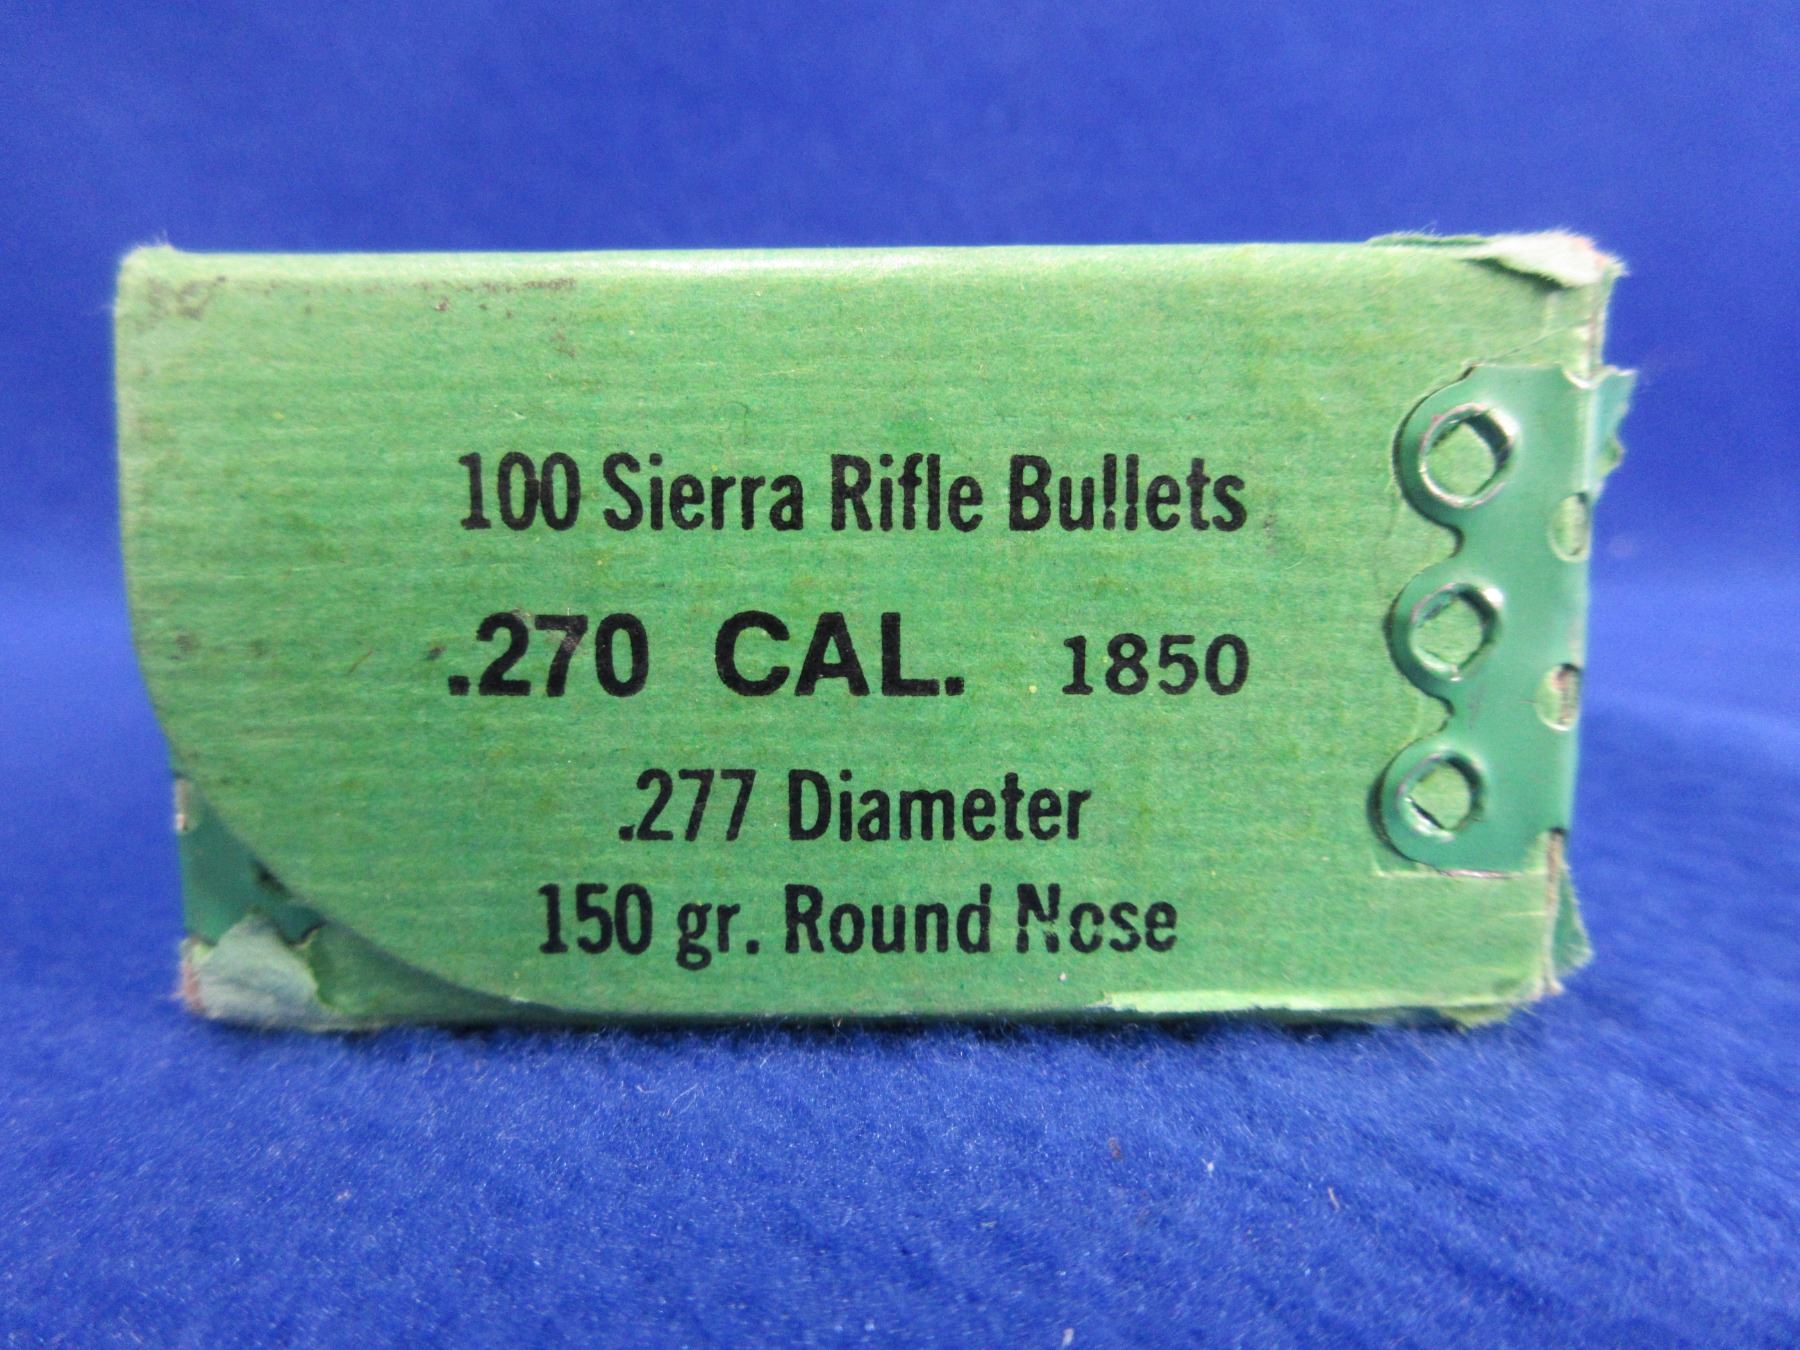 100 Sierra Rifle Bullets
.270 CAL. 1850
.277 Diameter
150 gr. Round Nose